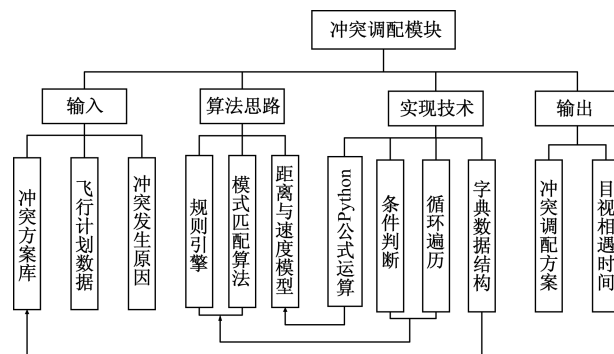 冲突调配模块
输入
算法思路
实现技术
输出
冲突方案库
飞行计划数据
冲突发生原因
规则引擎
模式匹配算法
距离与速度模型
Python公式运算
条件判断
循环遍历
字典数据结构
冲突调配方案
目视相遇时间